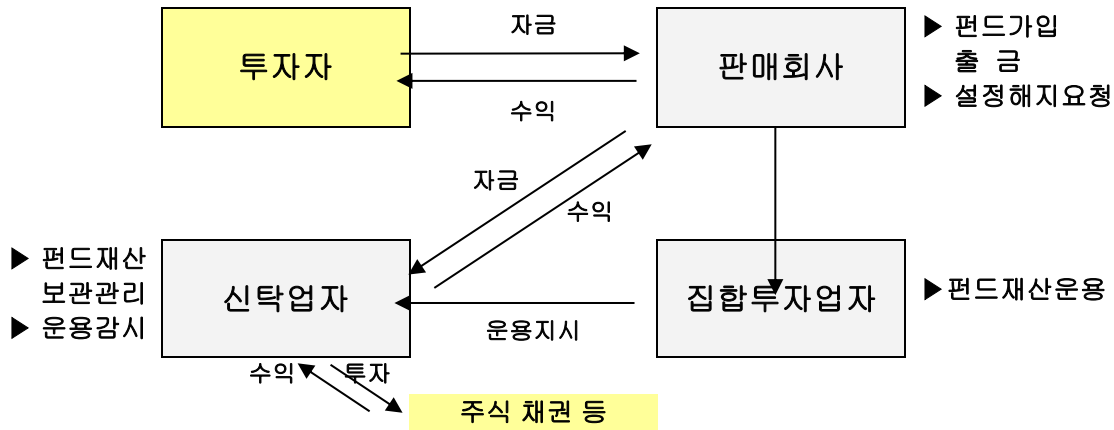 자금
▶ 펀드가입
투자자
판매회사
출 금
▶ 설정해지요청
수익
자금
수익
▶ 펀드재산
보관관리
▶ 운용감시
신탁업자
집합투자업자
▶펀드재산운용
운용지시
수익
투자
주식 채권 등